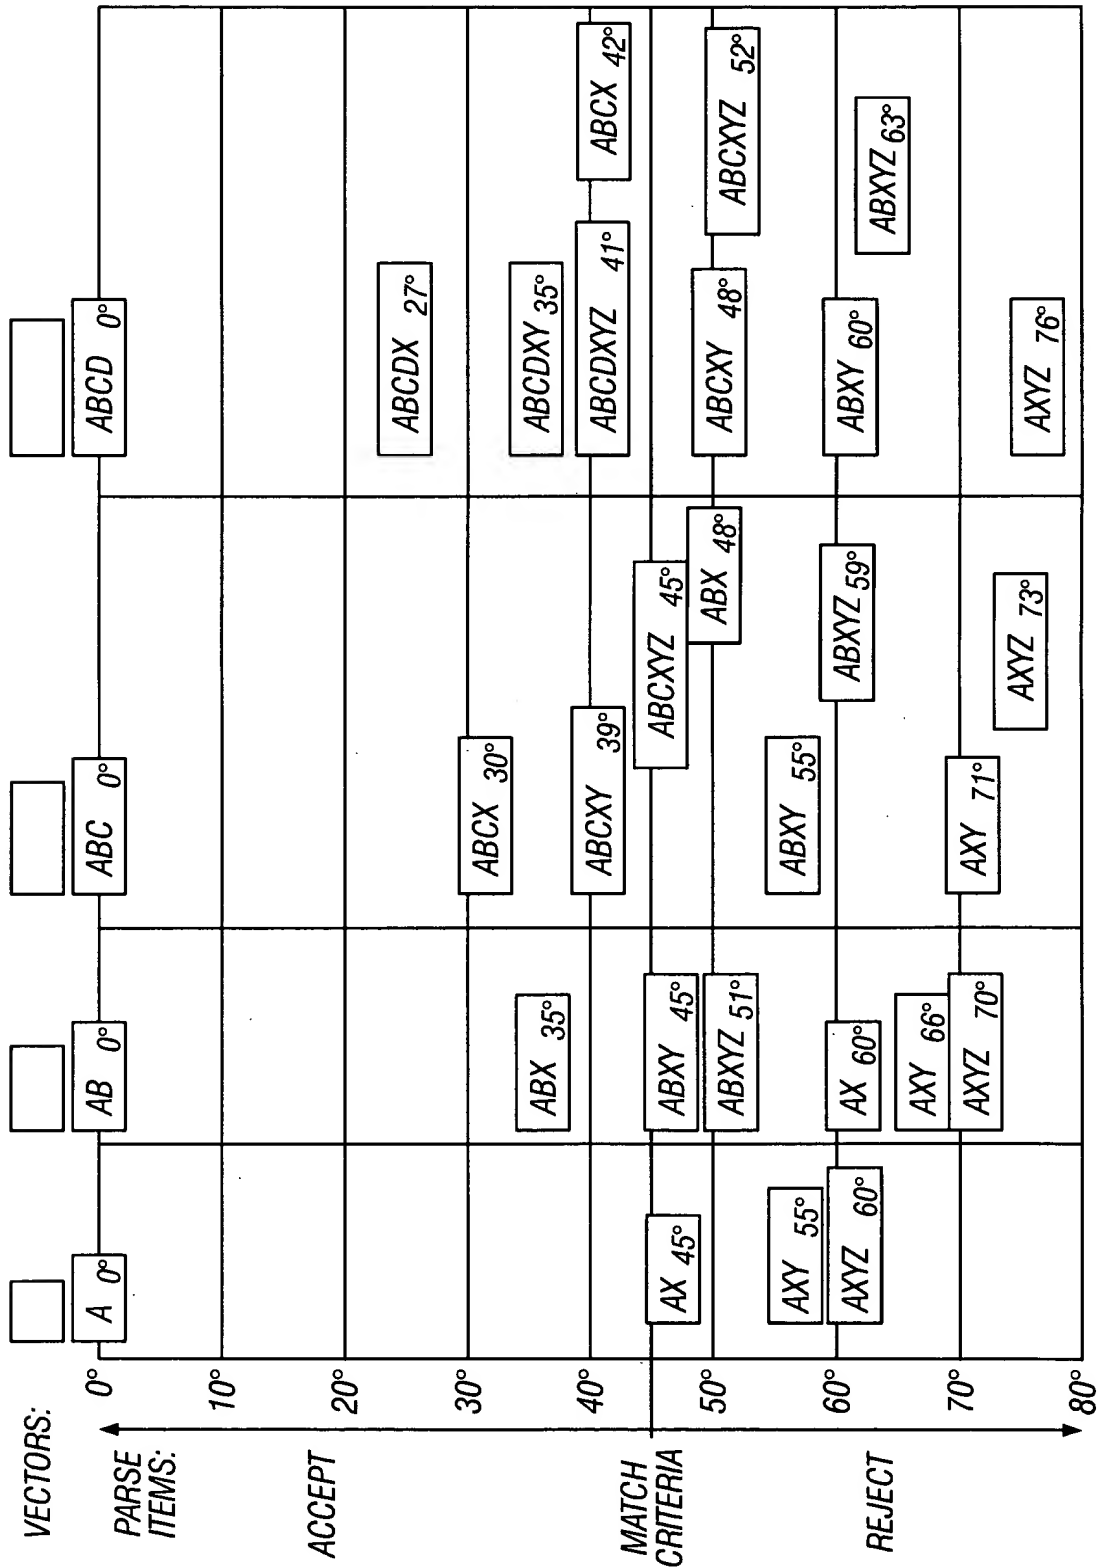 VECTORS:
PARSE
ITEMS:
ACCEPT
MATCH
CRITERIA
REJECT
0°
10°
20°
30°
40°
50°
60°
70°
80°
A 0°
AX 45°
AXY 55°
AXYZ 60°
AB 0°
ABX 35°
ABXY 45°
ABXYZ 51°
AX 60°
AXY 66°
AXYZ 70°
ABC 0°
ABCX 30°
ABCXY 39°
ABCXYZ 45°
ABX 48°
ABXY 55°
ABXYZ 59°
AXY 71°
AXYZ 73°
ABCD 0°
ABCDX 27°
ABCDXY 35°
ABCDXYZ 41°
ABCX 42°
ABCXY 48°
ABCXYZ 52°
ABXY 60°
ABXYZ 63°
AXYZ 76°